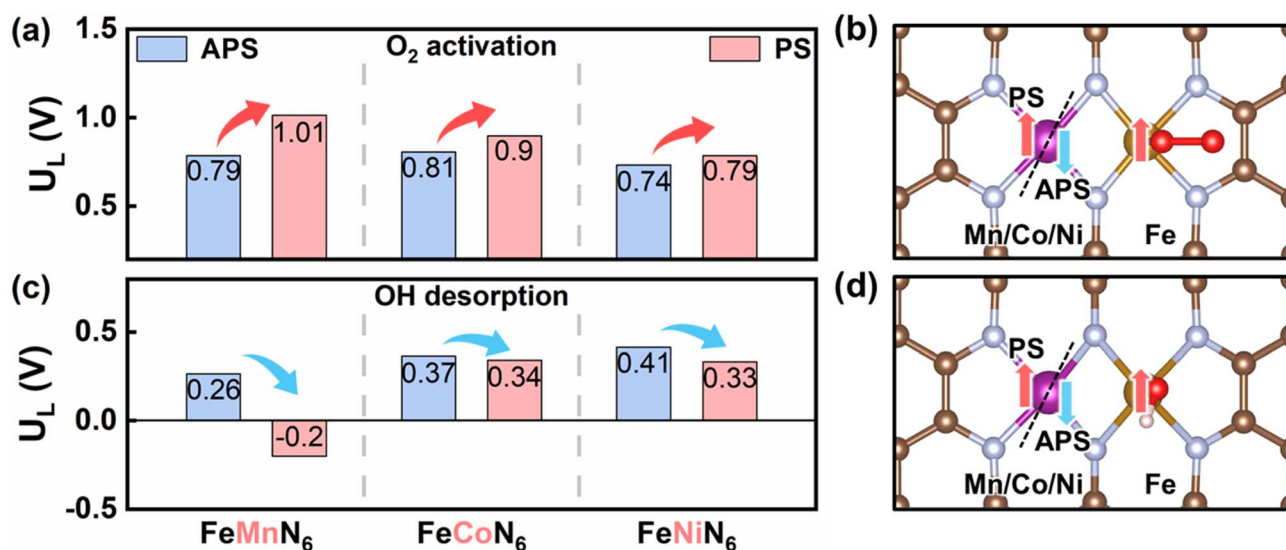 (a)
O₂ activation
APS
PS
U_L (V)
1.5
1.0
0.5
0.79
1.01
0.81
0.9
0.74
0.79
(b)
PS
APS
Mn/Co/Ni
Fe
(c)
OH desorption
U_L (V)
0.5
0.0
-0.5
0.26
-0.2
0.37
0.34
0.41
0.33
FeMnN₆
FeCoN₆
FeNiN₆
(d)
PS
APS
Mn/Co/Ni
Fe